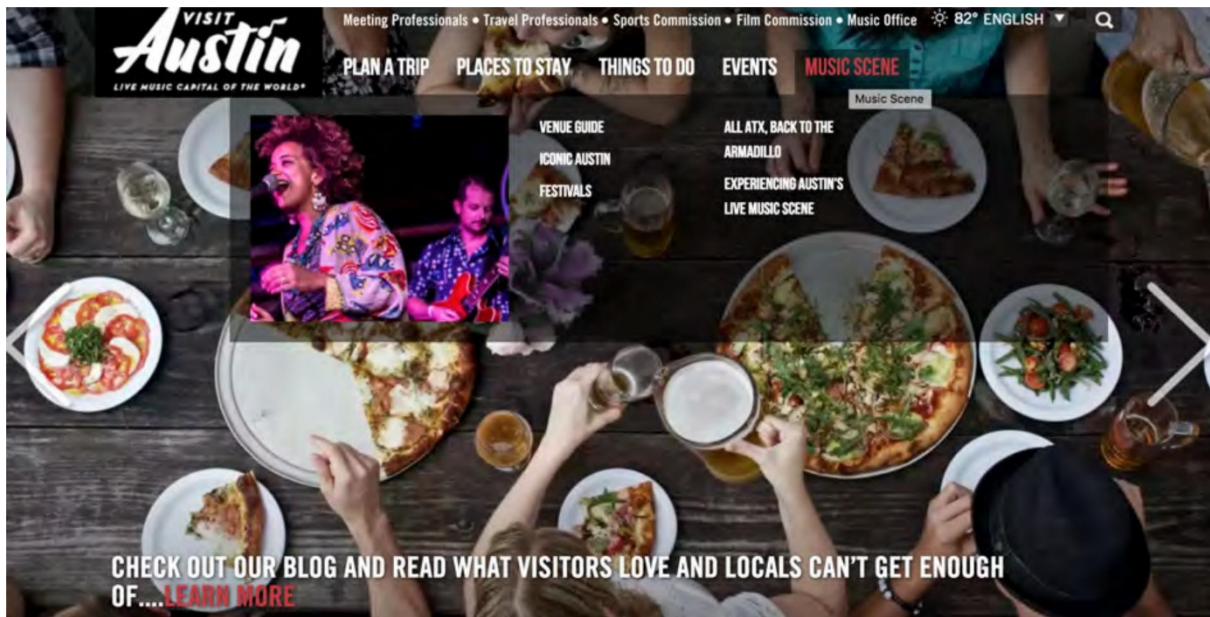 VISIT
Austin
LIVE MUSIC CAPITAL OF THE WORLD®
Meeting Professionals • Travel Professionals • Sports Commission • Film Commission • Music Office 82° ENGLISH ▼
PLAN A TRIP PLACES TO STAY THINGS TO DO EVENTS MUSIC SCENE
Music Scene
VENUE GUIDE
ICONIC AUSTIN
FESTIVALS
ALL ATX, BACK TO THE
ARMADILLO
EXPERIENCING AUSTIN'S
LIVE MUSIC SCENE
CHECK OUT OUR BLOG AND READ WHAT VISITORS LOVE AND LOCALS CAN'T GET ENOUGH
OF....LEARN MORE